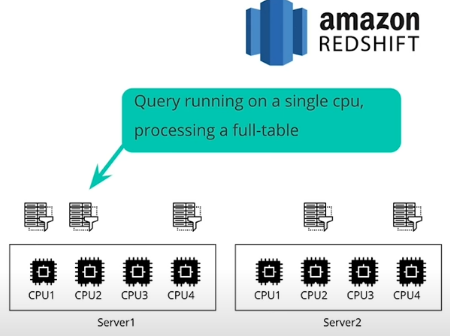 amazon
REDSHIFT
Query running on a single cpu,
processing a full-table
CPU1 CPU2 CPU3 CPU4
CPU1 CPU2 CPU3 CPU4
Server1
Server2